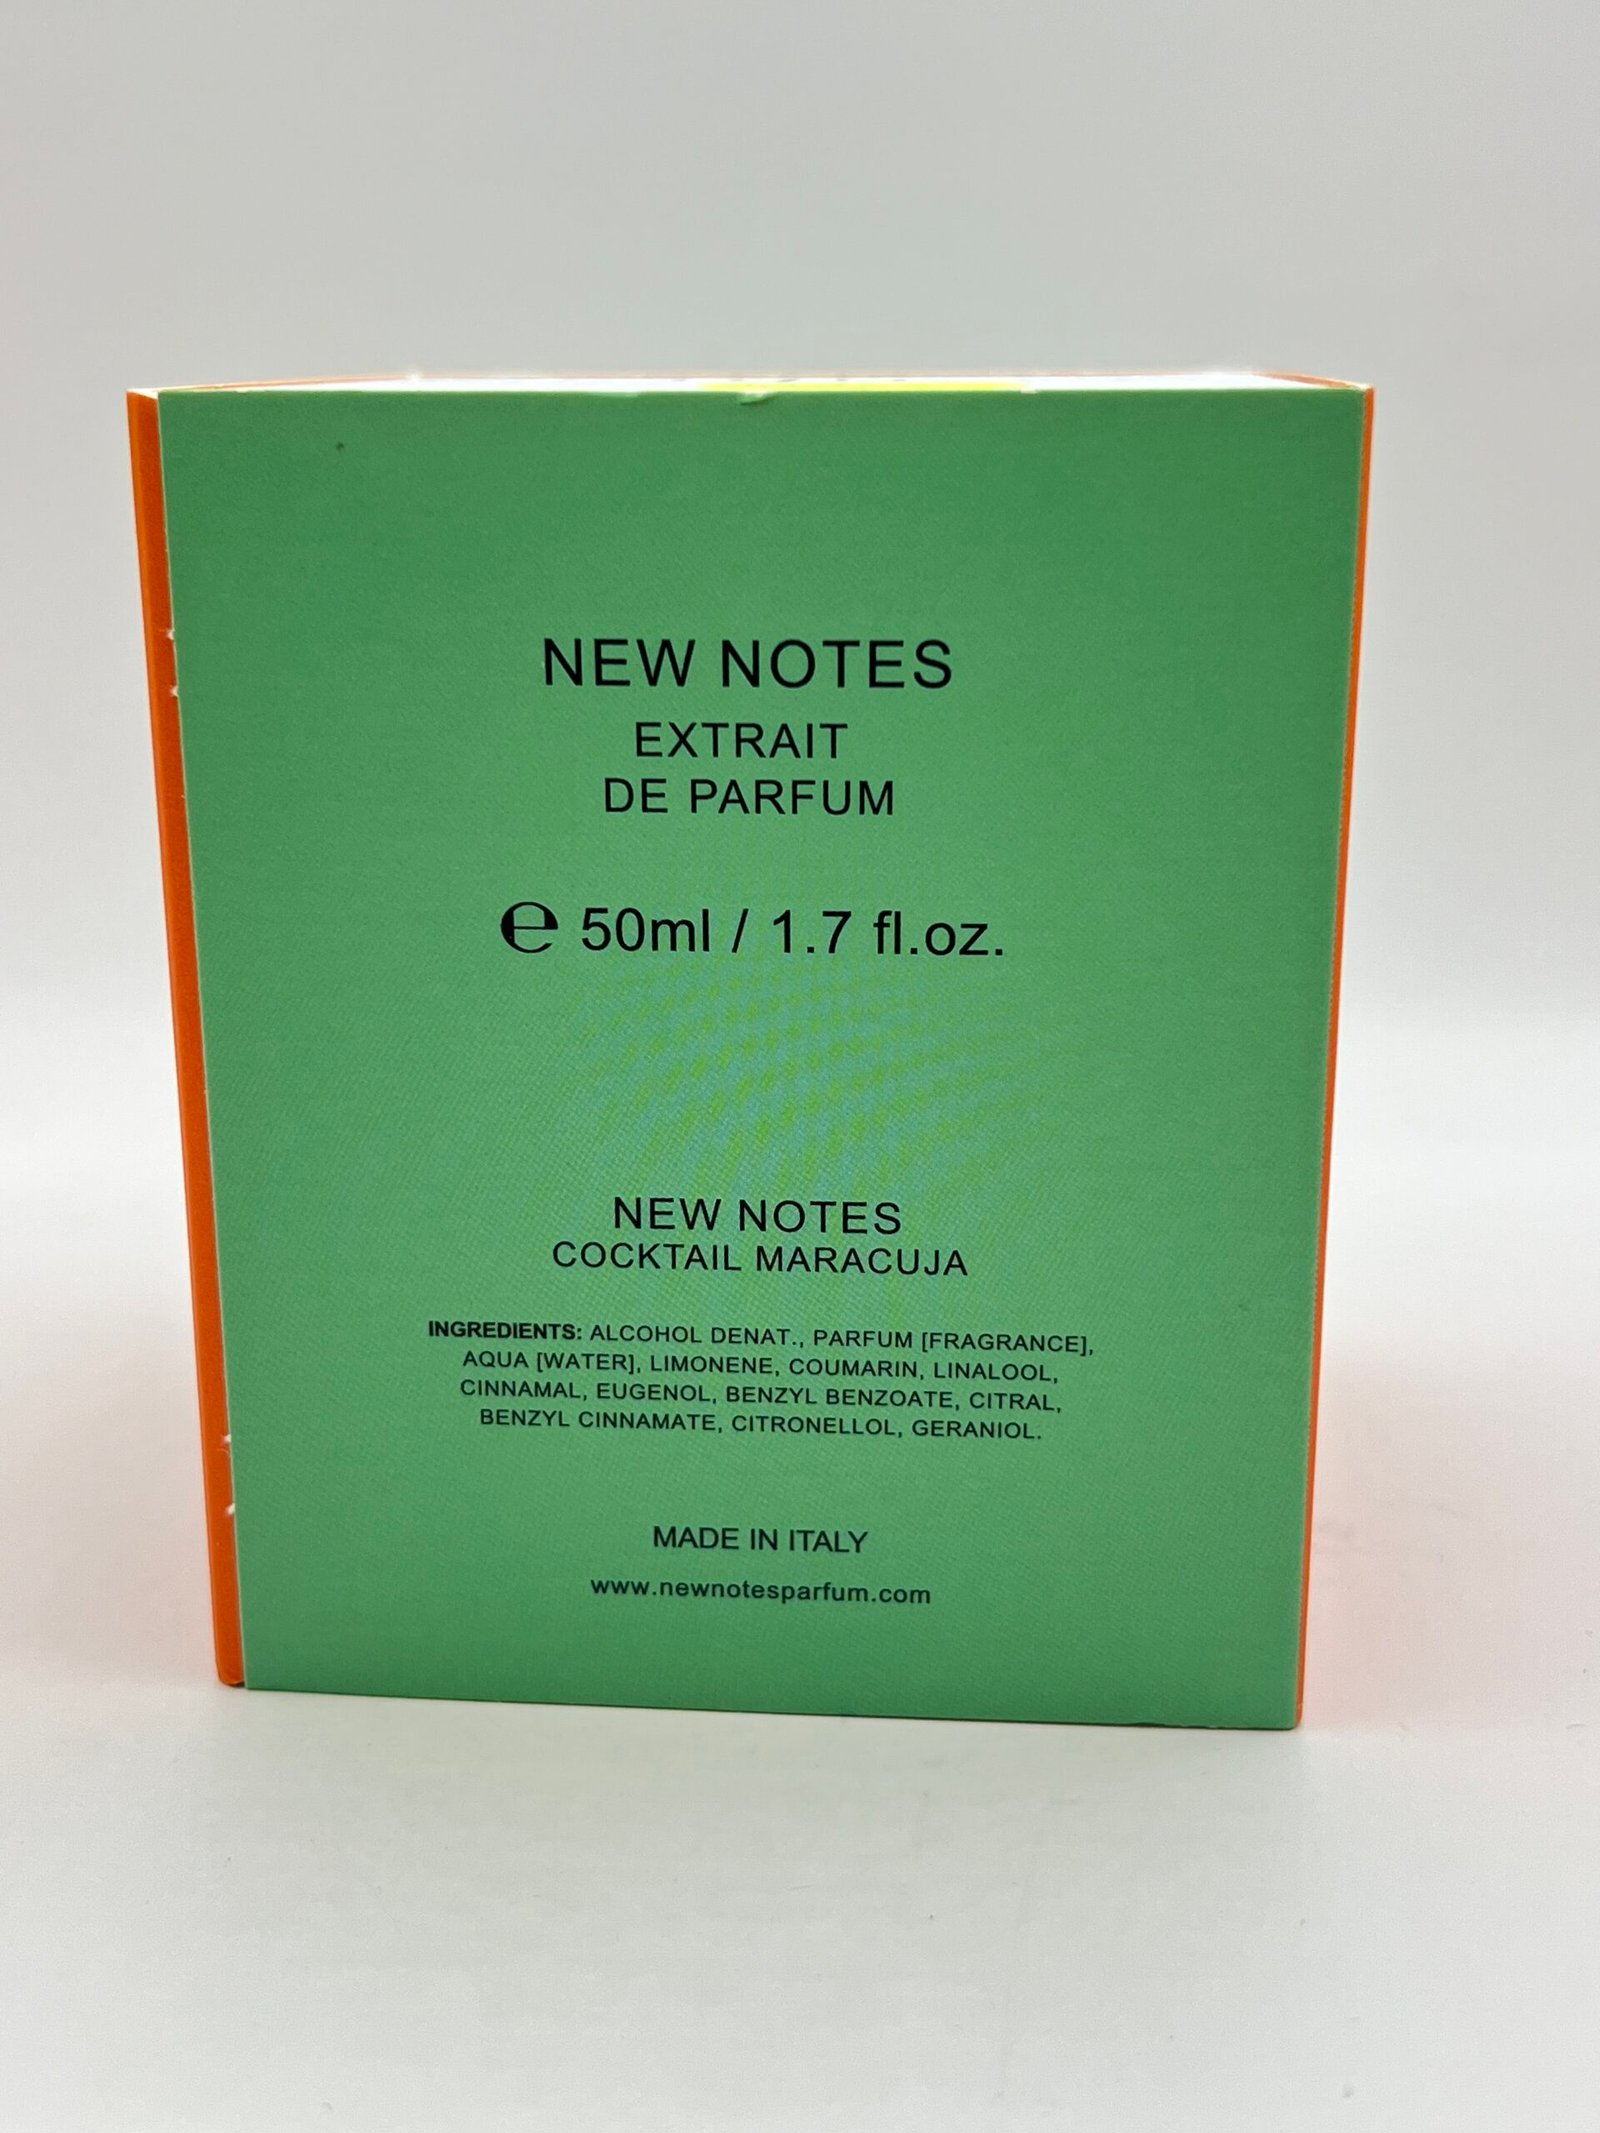 NEW NOTES
EXTRAIT
DE PARFUM
℮ 50ml / 1.7 fl.oz.
NEW NOTES
COCKTAIL MARACUJA
INGREDIENTS: ALCOHOL DENAT., PARFUM [FRAGRANCE],
AQUA [WATER], LIMONENE, COUMARIN, LINALOOL,
CINNAMAL, EUGENOL, BENZYL BENZOATE, CITRAL,
BENZYL CINNAMATE, CITRONELLOL, GERANIOL.
MADE IN ITALY
www.newnotesparfum.com